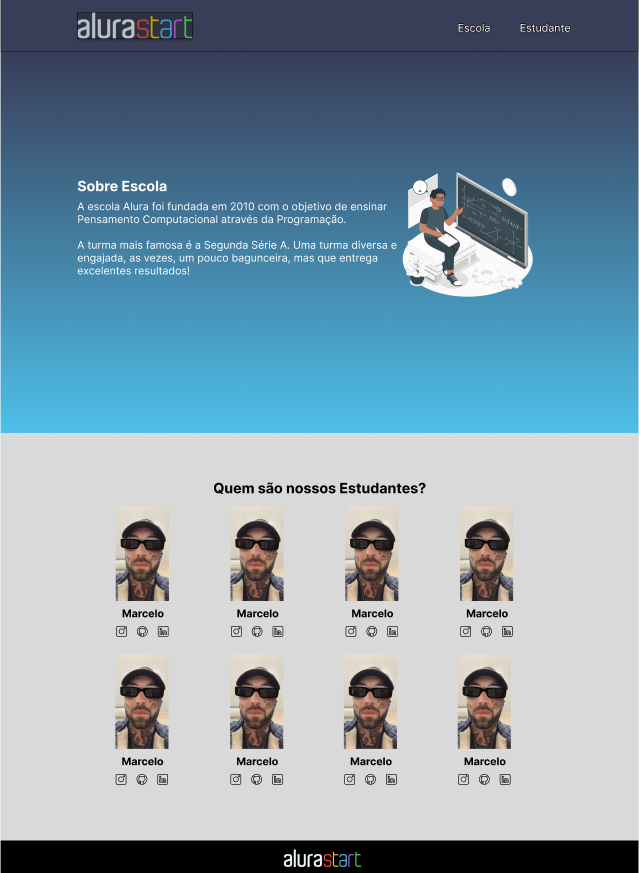 alurastart
Escola Estudante
Sobre Escola
A escola Alura foi fundada em 2010 com o objetivo de ensinar
Pensamento Computacional através da Programação.
A turma mais famosa é a Segunda Série A. Uma turma diversa e
engajada, as vezes, um pouco bagunceira, mas que entrega
excelentes resultados!
Quem são nossos Estudantes?
Marcelo Marcelo Marcelo Marcelo
Marcelo Marcelo Marcelo Marcelo
alurastart